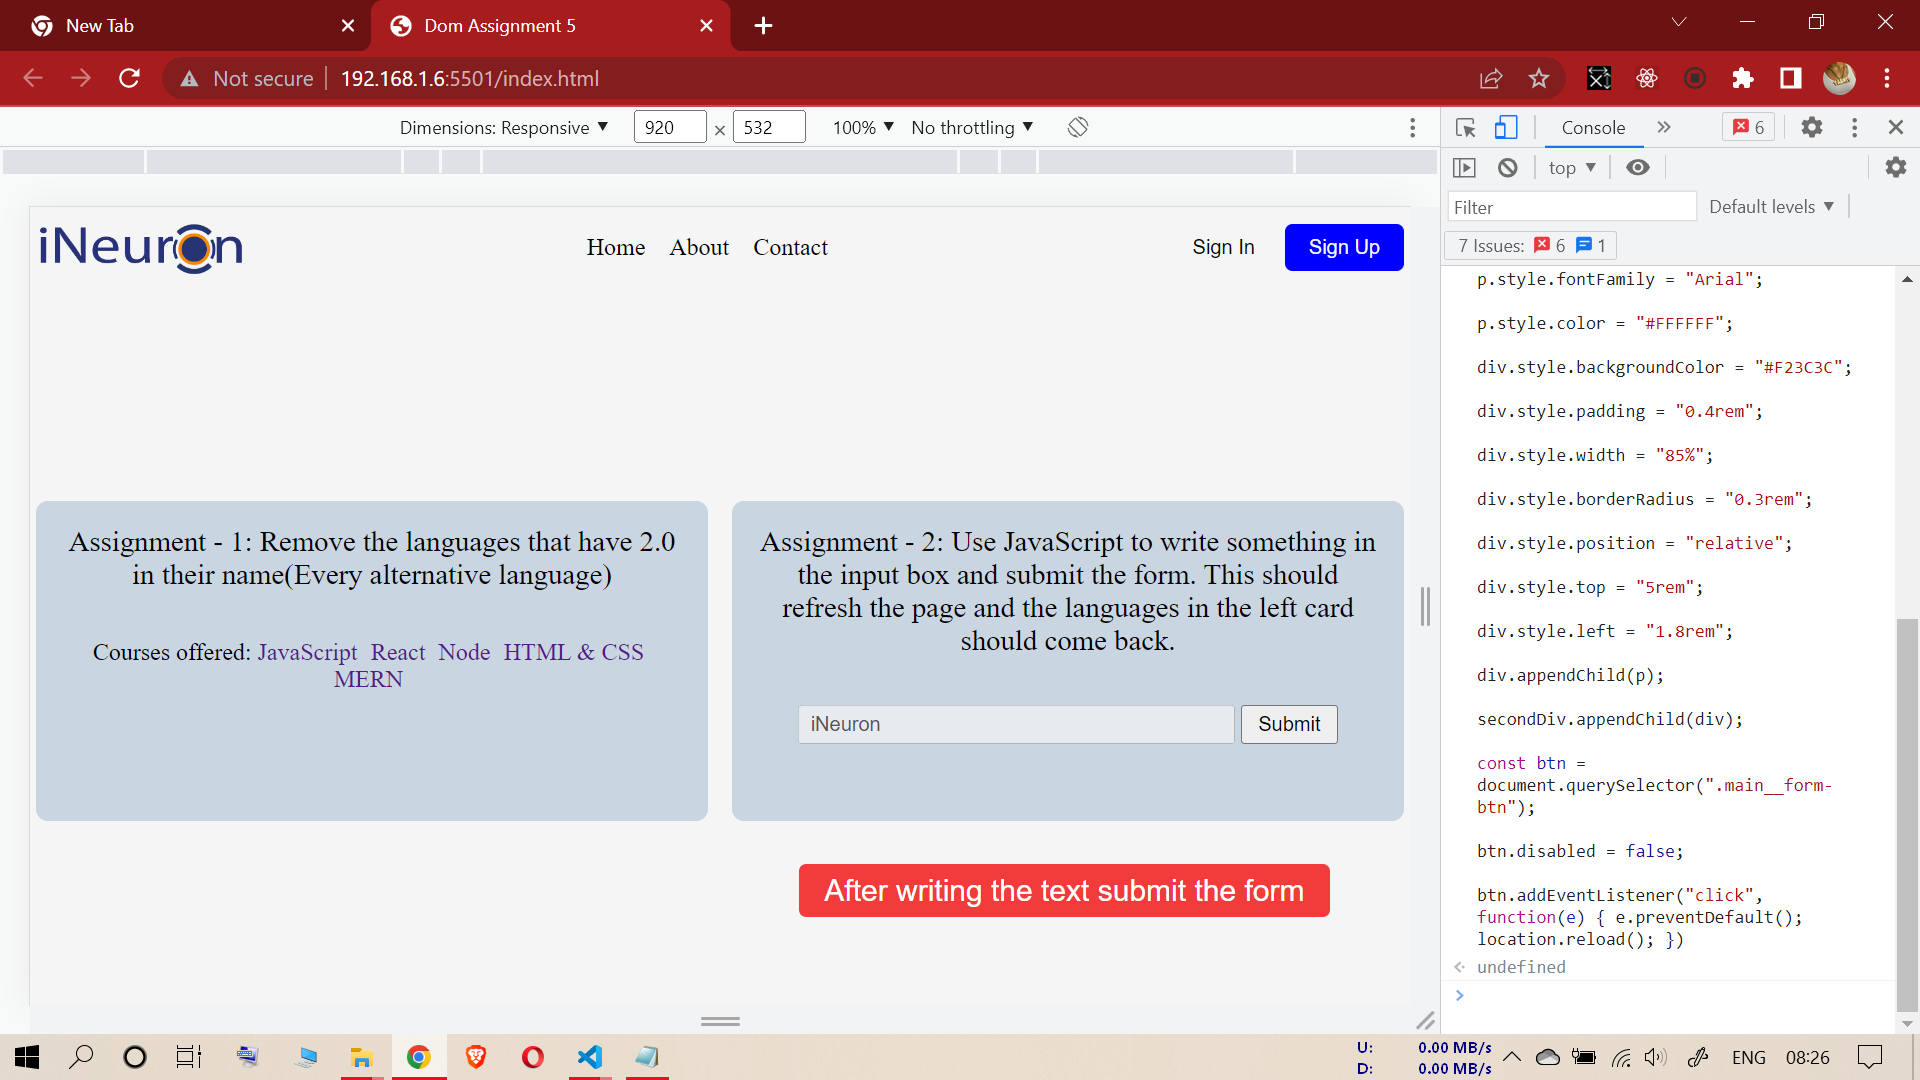 New Tab
Dom Assignment 5
Not secure 192.168.1.6:5501/index.html
Dimensions: Responsive 920 × 532 100% No throttling
Console 6
top
Filter Default levels
7 Issues: 6 1
iNeuron
Home About Contact
Sign In Sign Up
Assignment - 1: Remove the languages that have 2.0
in their name(Every alternative language)
Courses offered: JavaScript React Node HTML & CSS
MERN
Assignment - 2: Use JavaScript to write something in
the input box and submit the form. This should
refresh the page and the languages in the left card
should come back.
iNeuron Submit
After writing the text submit the form
p.style.fontFamily = "Arial";
p.style.color = "#FFFFFF";
div.style.backgroundColor = "#F23C3C";
div.style.padding = "0.4rem";
div.style.width = "85%";
div.style.borderRadius = "0.3rem";
div.style.position = "relative";
div.style.top = "5rem";
div.style.left = "1.8rem";
div.appendChild(p);
secondDiv.appendChild(div);
const btn =
document.querySelector(".main__form-
btn");
btn.disabled = false;
btn.addEventListener("click",
function(e) { e.preventDefault();
location.reload(); })
undefined
U: 0.00 MB/s
D: 0.00 MB/s
ENG 08:26